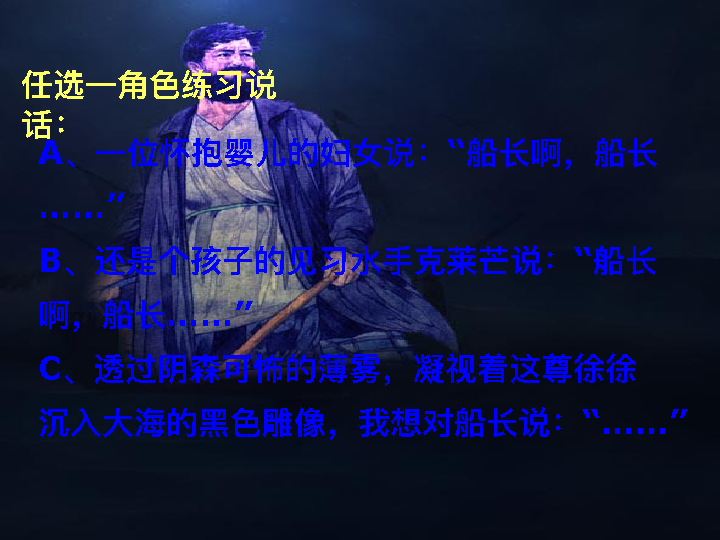 任选一角色练习说
话：
A、一位怀抱婴儿的妇女说：“船长啊，船长
……”
B、还是个孩子的见习水手克莱芒说：“船长
啊，船长……”
C、透过阴森可怖的薄雾，凝视着这尊徐徐
沉入大海的黑色雕像，我想对船长说：“……”